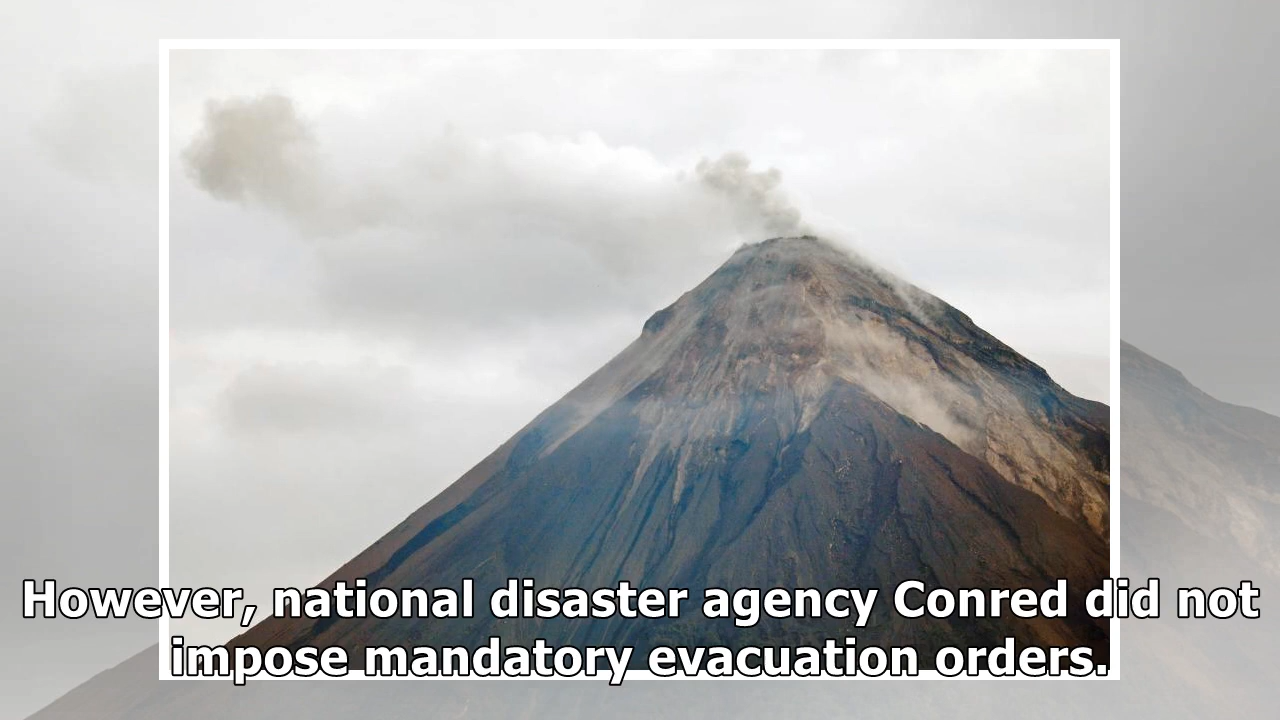 However, national disaster agency Conred did not
impose mandatory evacuation orders.